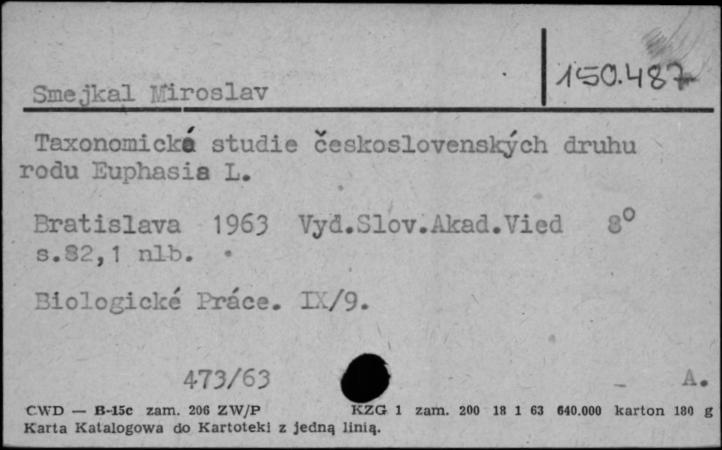 150.487
Smejkal Miroslav
Taxonomická studie československých druhu
rodu Euphasia L.
Bratislava 1963 Vyd.Slov.Akad.Vied 8°
s.82,1 nlb.
Biologické Práce. IX/9.
473/63 A.
CWD — B-15c zam. 206 ZW/P KZG 1 zam. 200 18 1 63 640.000 karton 180 g
Karta Katalogowa do Kartoteki z jedną linią.